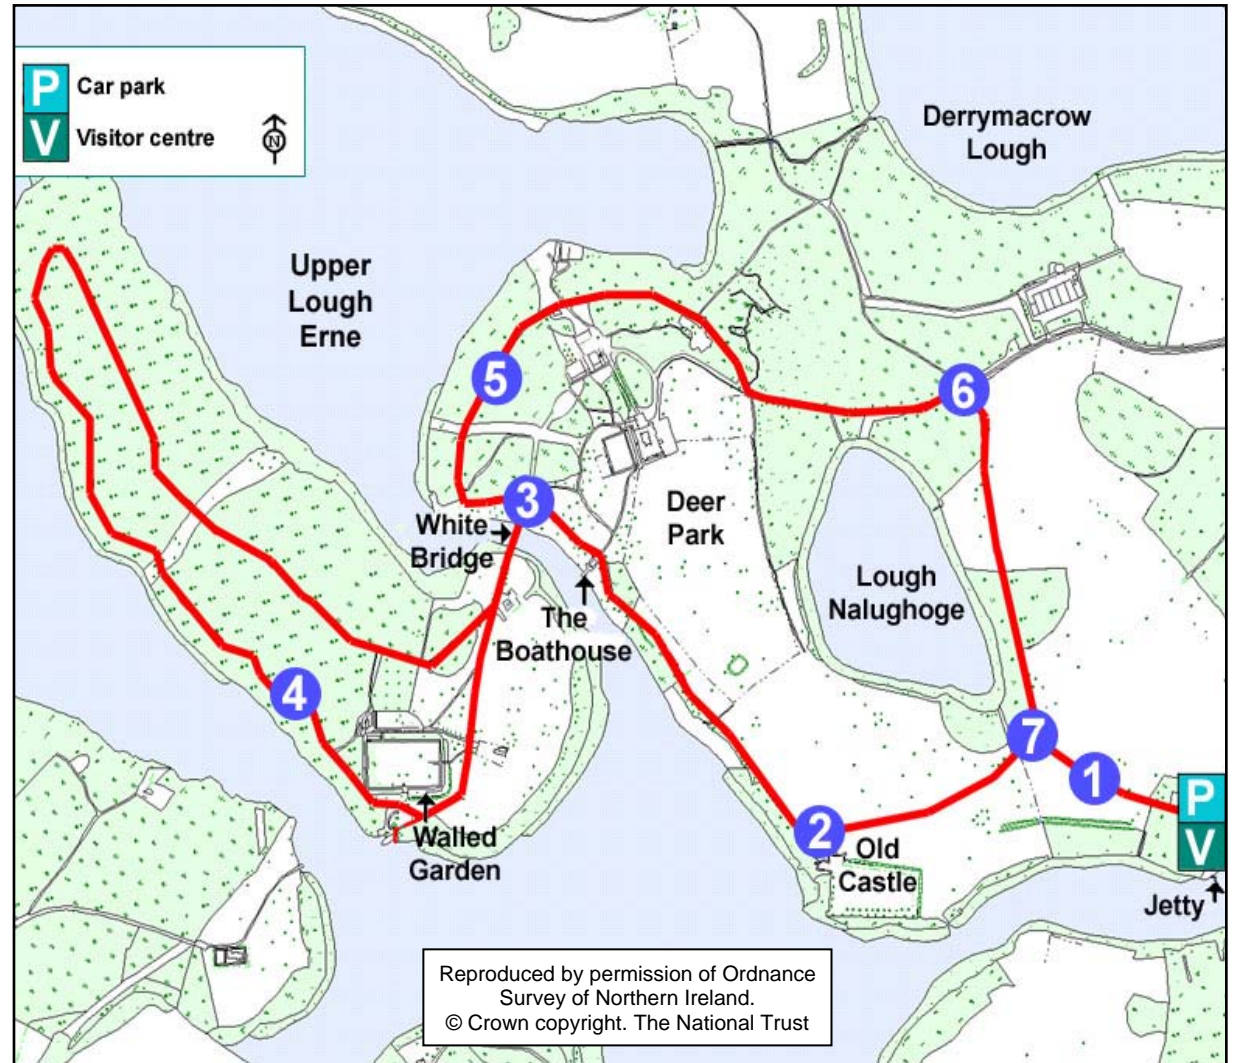 P Car park
V Visitor centre
N
Derrymacrow
Lough
Upper
Lough
Erne
5
6
3
White
Bridge
Deer
Park
Lough
Nalughoge
The
Boathouse
4
7
1
P
V
2
Old
Castle
Walled
Garden
Jetty
Reproduced by permission of Ordnance
Survey of Northern Ireland.
© Crown copyright. The National Trust